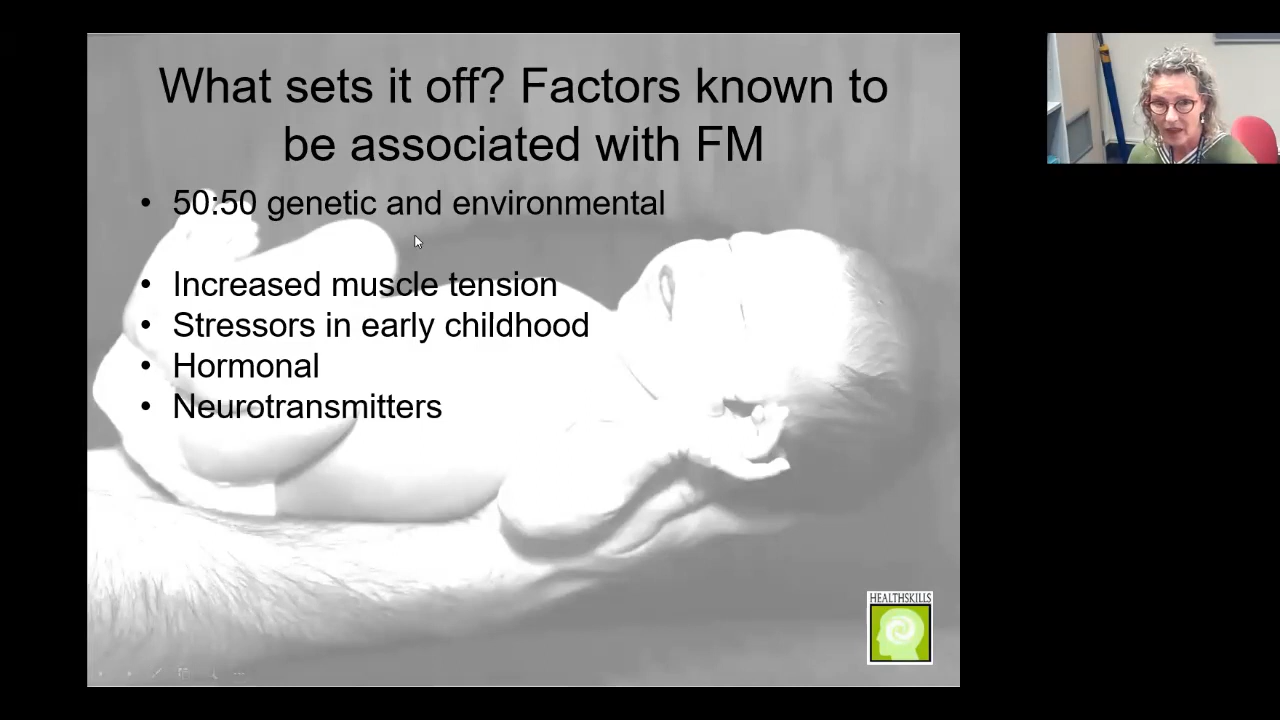 What sets it off? Factors known to
be associated with FM
• 50:50 genetic and environmental
• Increased muscle tension
• Stressors in early childhood
• Hormonal
• Neurotransmitters
HEALTHSKILLS